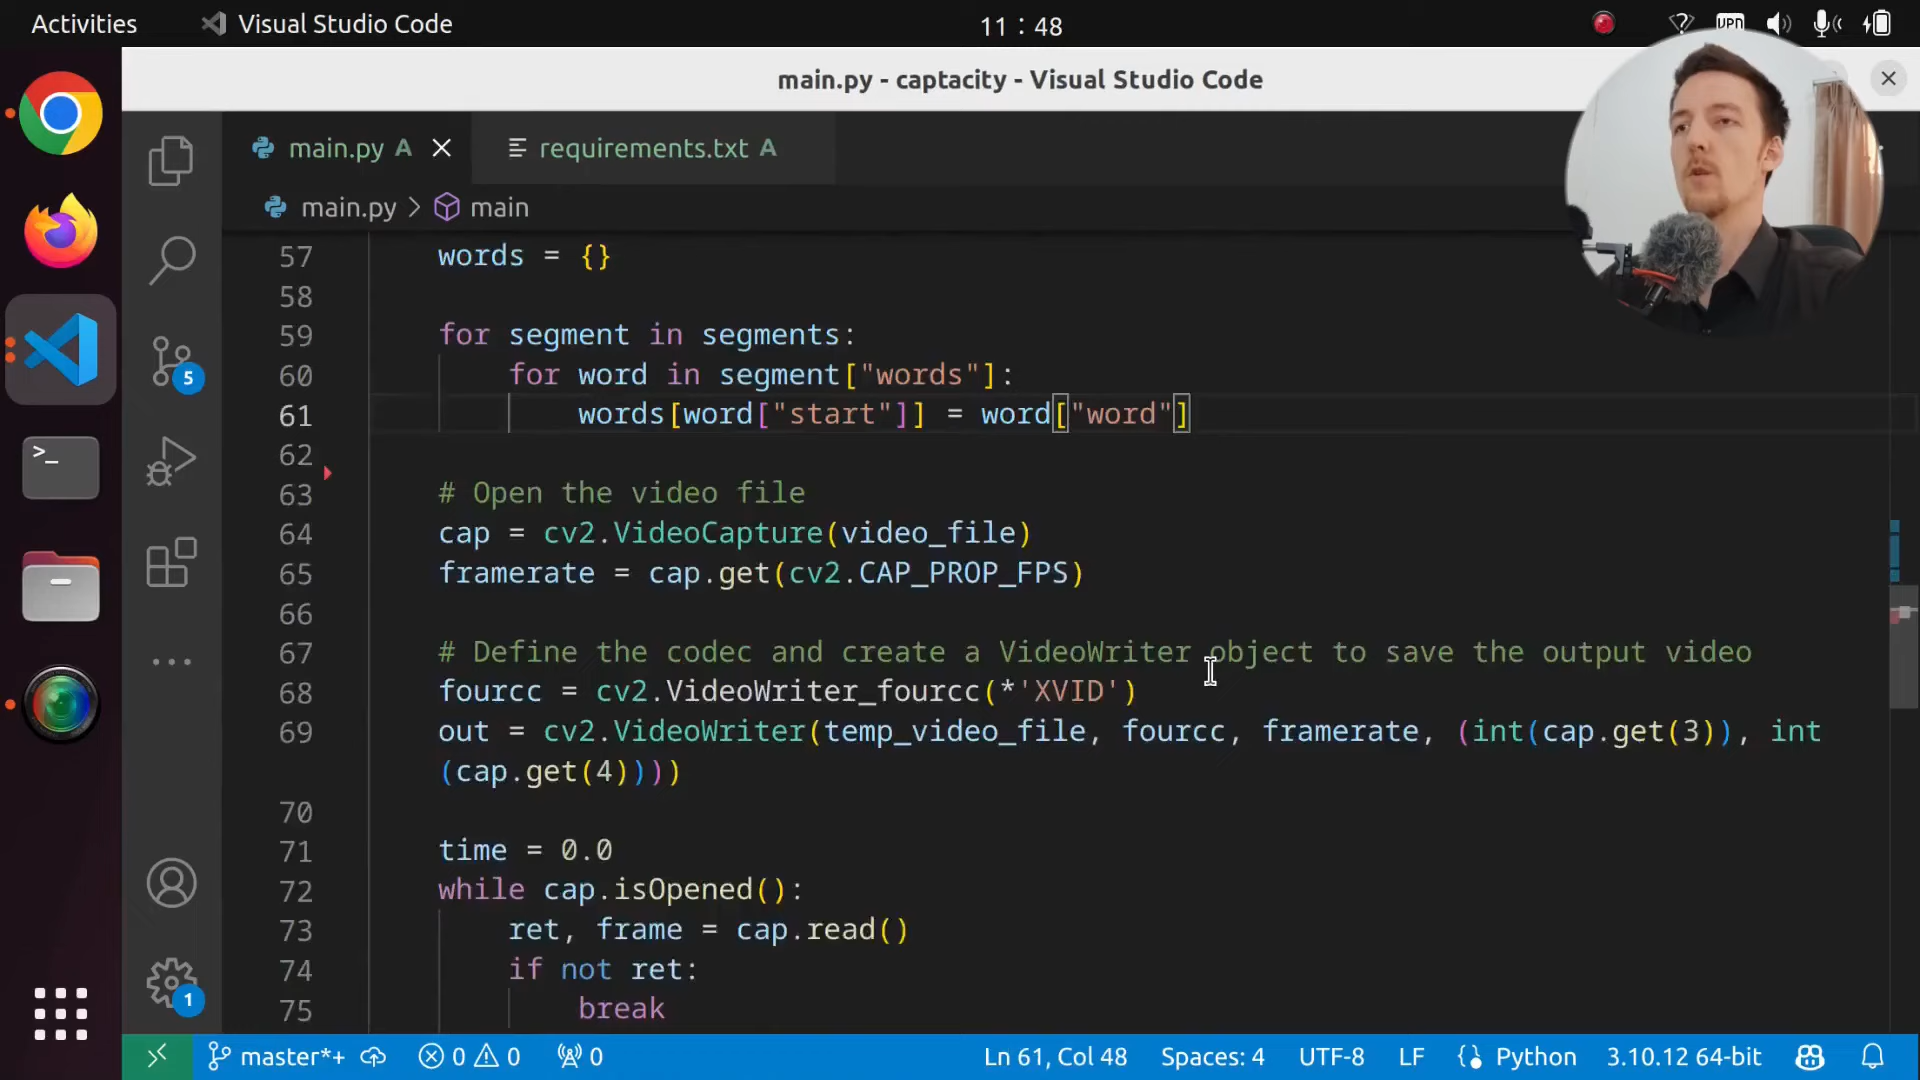 Activities
Visual Studio Code
11 : 48
VPN
main.py - captacity - Visual Studio Code
main.py A
requirements.txt A
main.py > main
57 words = {}
58
59 for segment in segments:
60 for word in segment["words"]:
61 words[word["start"]] = word["word"]
62
63 # Open the video file
64 cap = cv2.VideoCapture(video_file)
65 framerate = cap.get(cv2.CAP_PROP_FPS)
66
67 # Define the codec and create a VideoWriter object to save the output video
68 fourcc = cv2.VideoWriter_fourcc(*'XVID')
69 out = cv2.VideoWriter(temp_video_file, fourcc, framerate, (int(cap.get(3)), int
(cap.get(4))))
70
71 time = 0.0
72 while cap.isOpened():
73 ret, frame = cap.read()
74 if not ret:
75 break
5
1
master*+
0
0
0
Ln 61, Col 48
Spaces: 4
UTF-8
LF
Python
3.10.12 64-bit